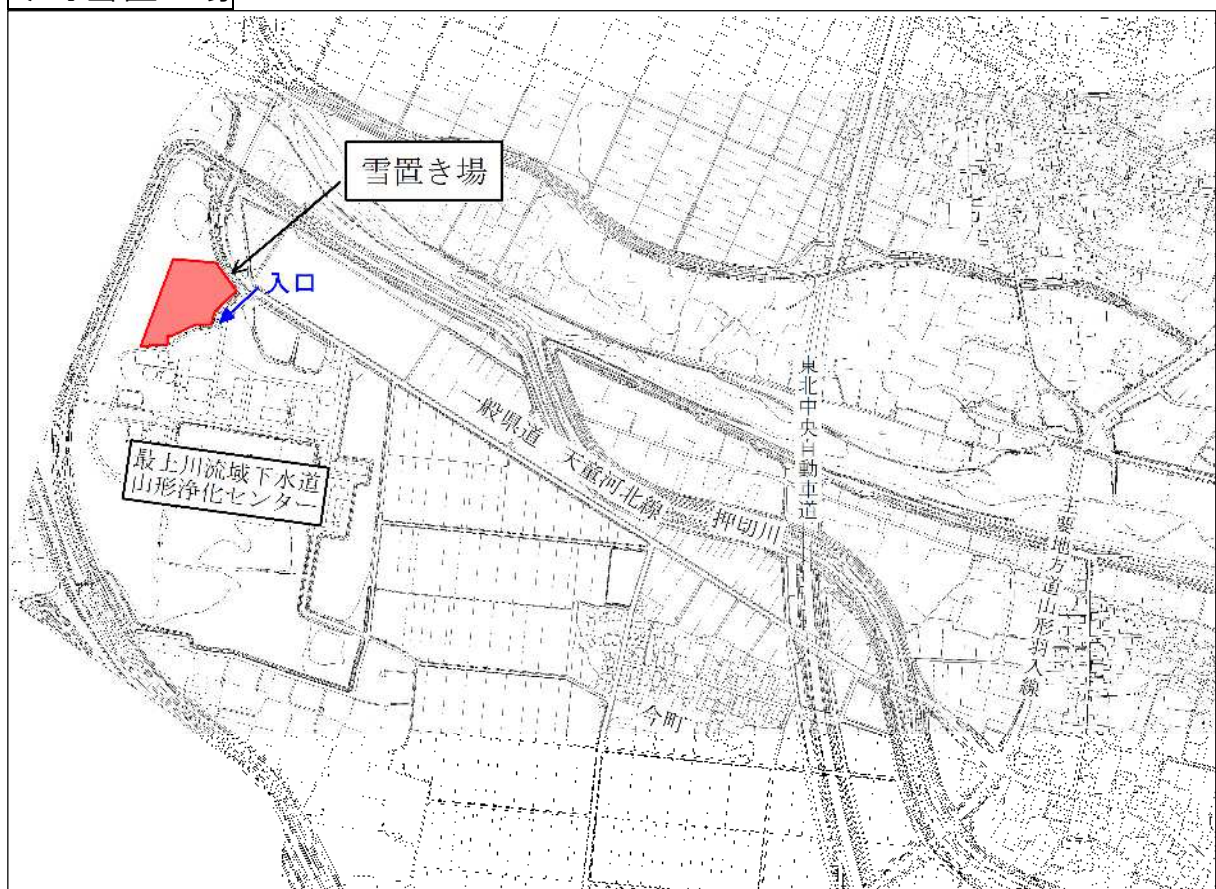 雪置き場
入口
最上川流域下水道
山形浄化センター
一般県道 天童河北線
押切川
東北中央自動車道
主要地方道山形羽入線
今町